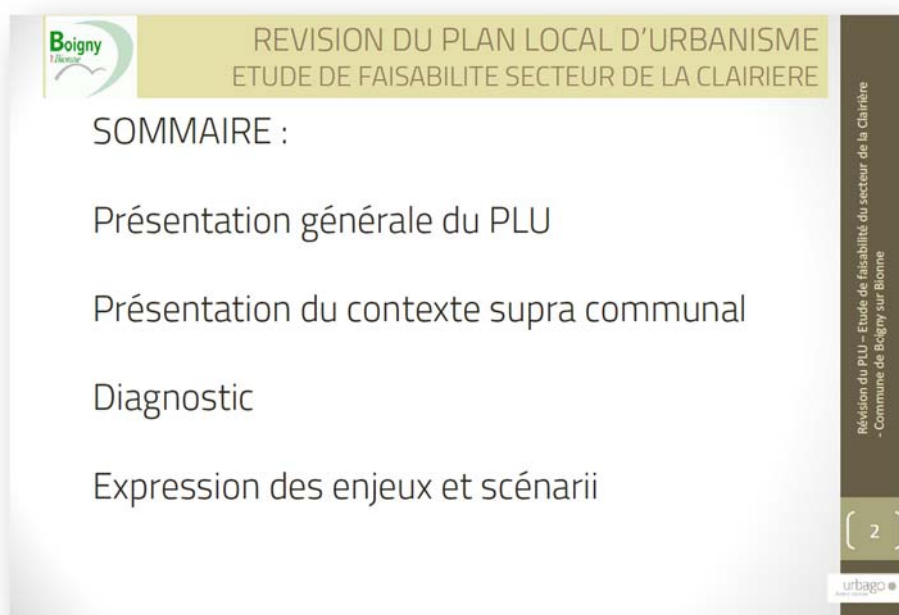 Boigny
REVISION DU PLAN LOCAL D'URBANISME
ETUDE DE FAISABILITE SECTEUR DE LA CLAIRIERE
SOMMAIRE :
Présentation générale du PLU
Présentation du contexte supra communal
Diagnostic
Expression des enjeux et scénarii
Révision du PLU – Etude de faisabilité du secteur de la Clairière
- Commune de Boigny sur Bionne
2
urbago